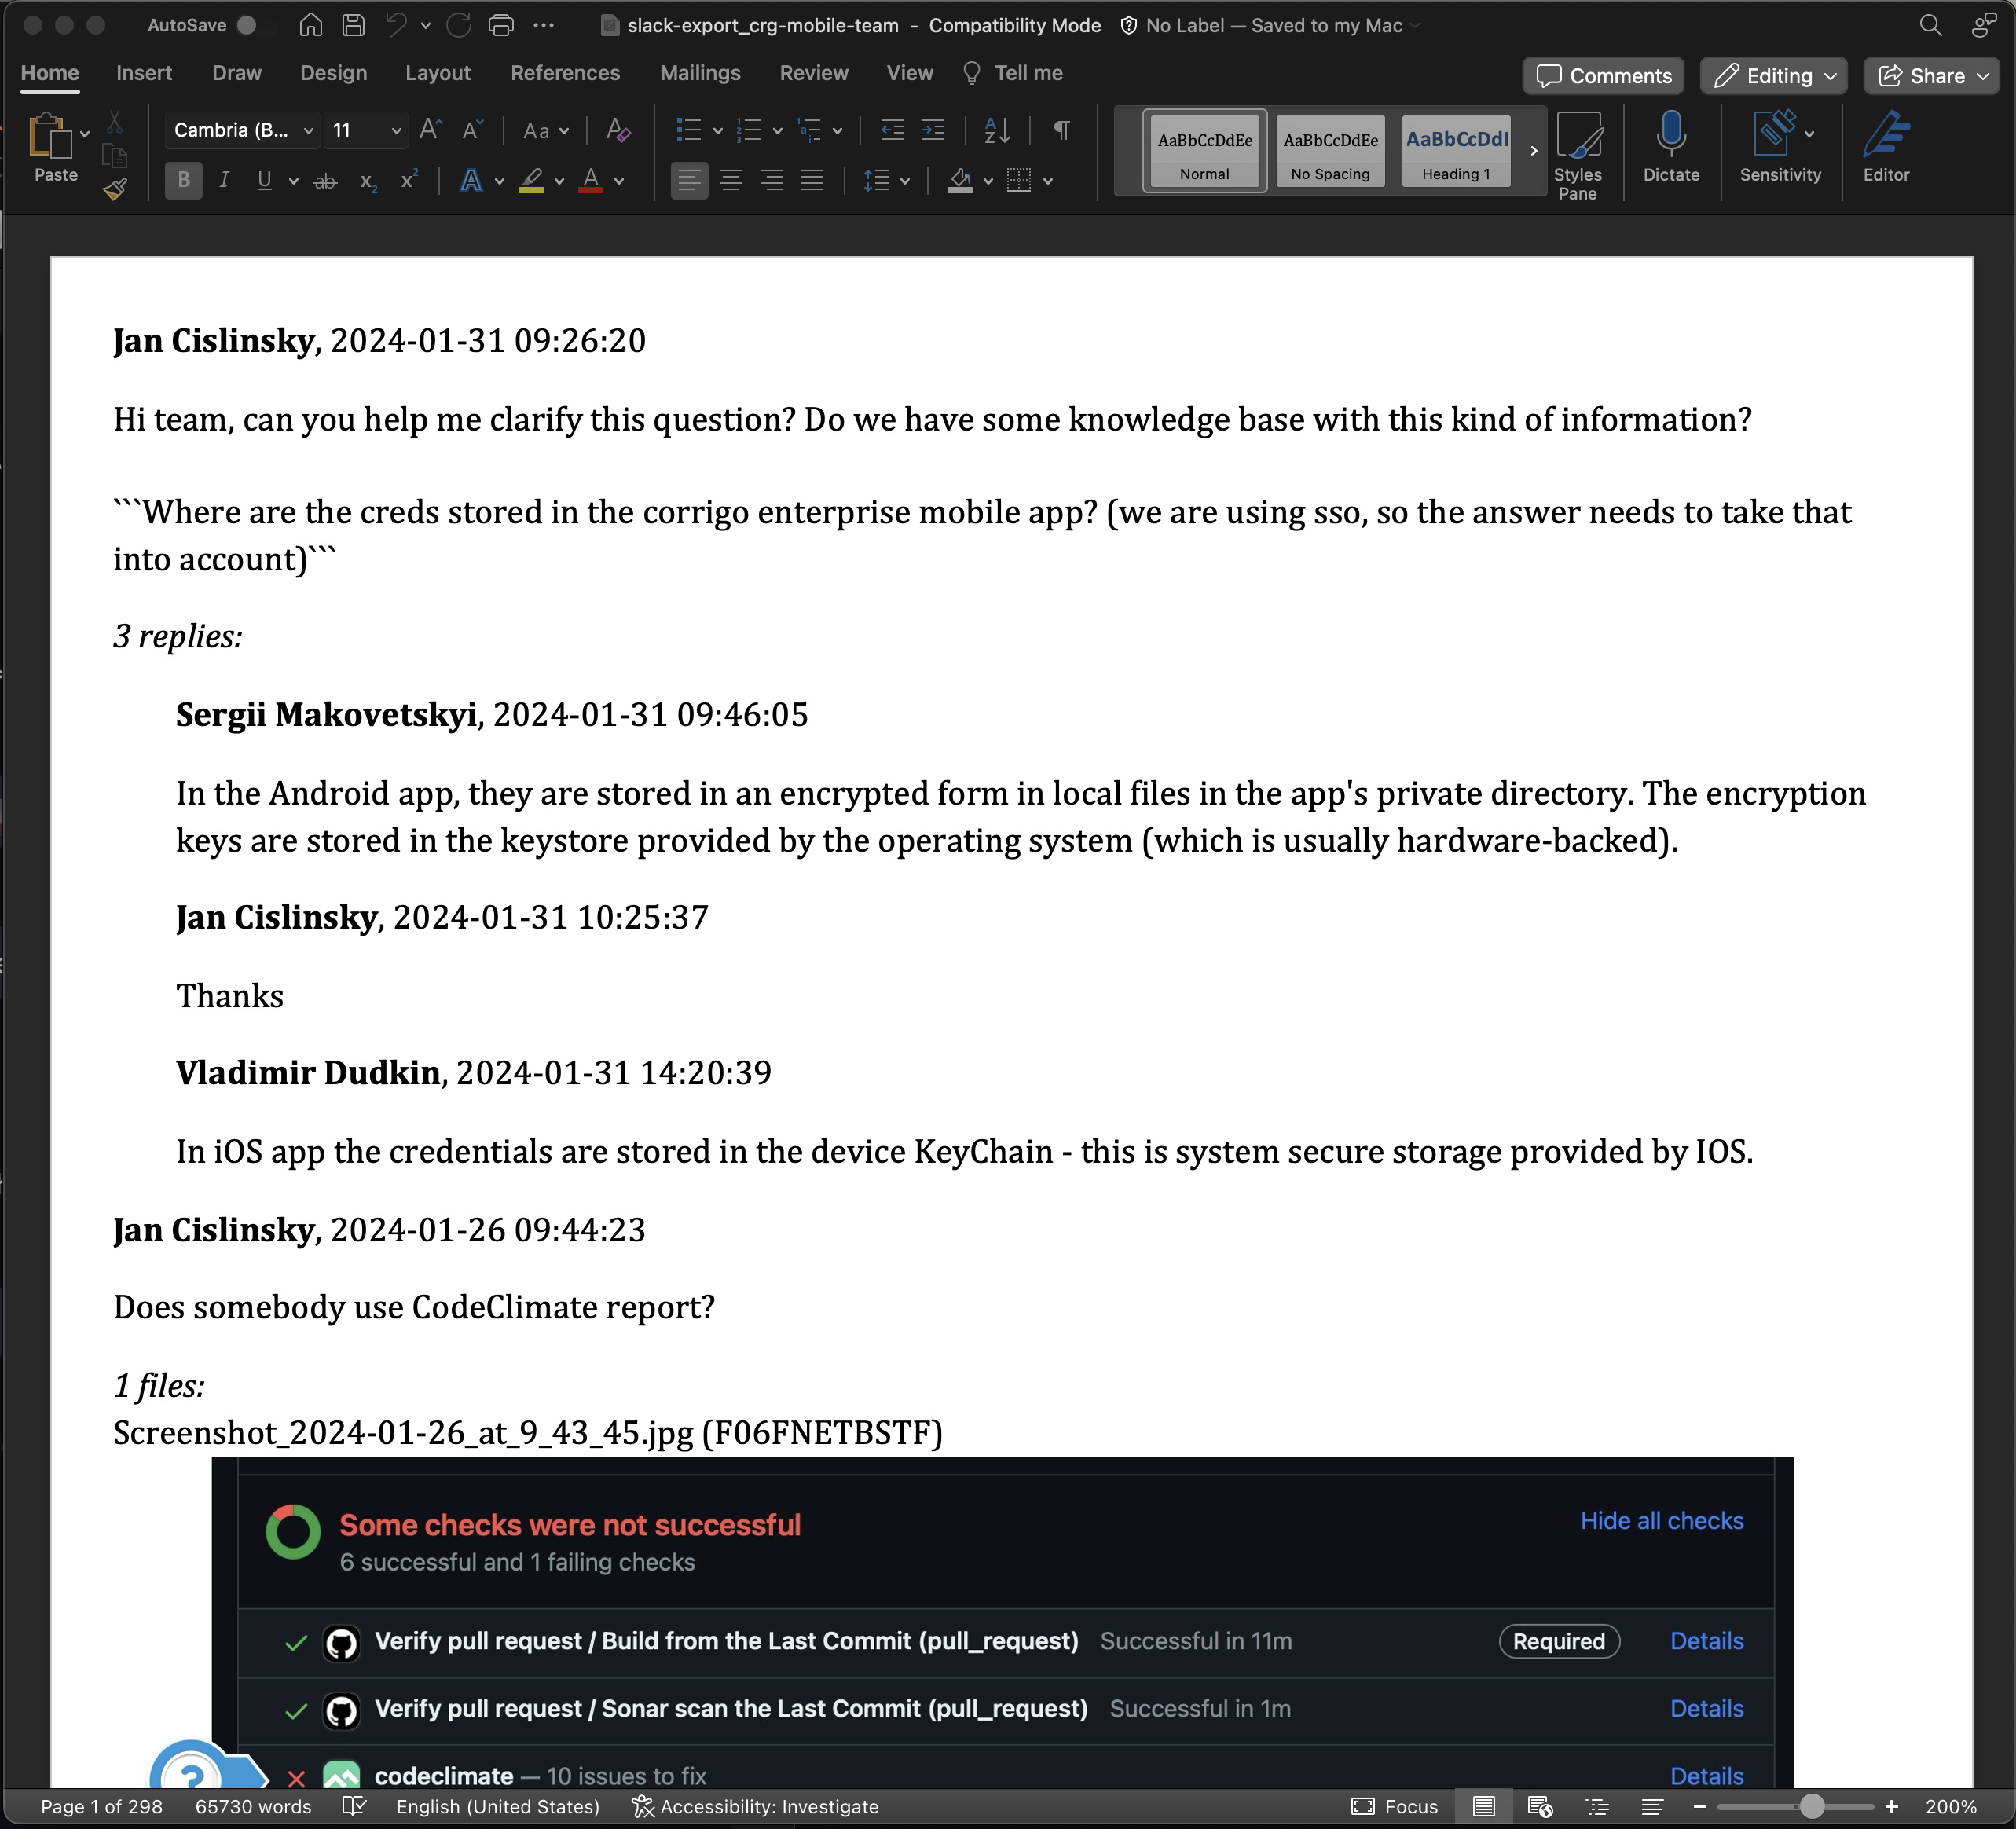 AutoSave
slack-export_crg-mobile-team - Compatibility Mode No Label — Saved to my Mac
Home Insert Draw Design Layout References Mailings Review View Tell me
Comments Editing Share
Paste
Cambria (B... 11
Aa
AaBbCcDdEe
Normal
AaBbCcDdEe
No Spacing
AaBbCcDdI
Heading 1
Styles
Pane
Dictate
Sensitivity
Editor
Jan Cislinsky, 2024-01-31 09:26:20
Hi team, can you help me clarify this question? Do we have some knowledge base with this kind of information?
```Where are the creds stored in the corrigo enterprise mobile app? (we are using sso, so the answer needs to take that
into account)```
3 replies:
Sergii Makovetskyi, 2024-01-31 09:46:05
In the Android app, they are stored in an encrypted form in local files in the app's private directory. The encryption
keys are stored in the keystore provided by the operating system (which is usually hardware-backed).
Jan Cislinsky, 2024-01-31 10:25:37
Thanks
Vladimir Dudkin, 2024-01-31 14:20:39
In iOS app the credentials are stored in the device KeyChain - this is system secure storage provided by IOS.
Jan Cislinsky, 2024-01-26 09:44:23
Does somebody use CodeClimate report?
1 files:
Screenshot_2024-01-26_at_9_43_45.jpg (F06FNETBSTF)
Some checks were not successful
Hide all checks
6 successful and 1 failing checks
Verify pull request / Build from the Last Commit (pull_request) Successful in 11m Required Details
Verify pull request / Sonar scan the Last Commit (pull_request) Successful in 1m Details
codeclimate — 10 issues to fix Details
Page 1 of 298 65730 words English (United States) Accessibility: Investigate Focus 200%